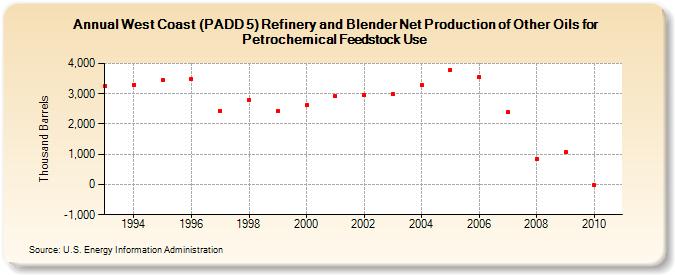 Annual West Coast (PADD 5) Refinery and Blender Net Production of Other Oils for
Petrochemical Feedstock Use
Thousand Barrels
4,000
3,000
2,000
1,000
0
-1,000
1994 1996 1998 2000 2002 2004 2006 2008 2010
Source: U.S. Energy Information Administration